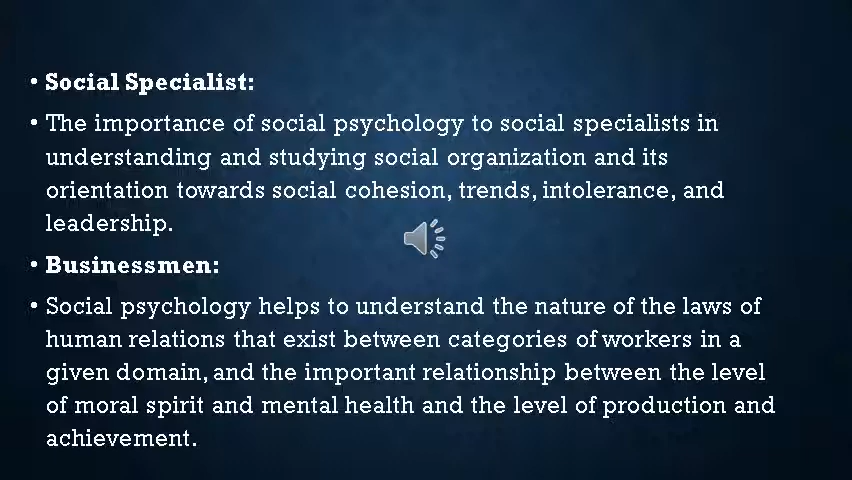 • Social Specialist:
• The importance of social psychology to social specialists in
understanding and studying social organization and its
orientation towards social cohesion, trends, intolerance, and
leadership.
• Businessmen:
• Social psychology helps to understand the nature of the laws of
human relations that exist between categories of workers in a
given domain, and the important relationship between the level
of moral spirit and mental health and the level of production and
achievement.